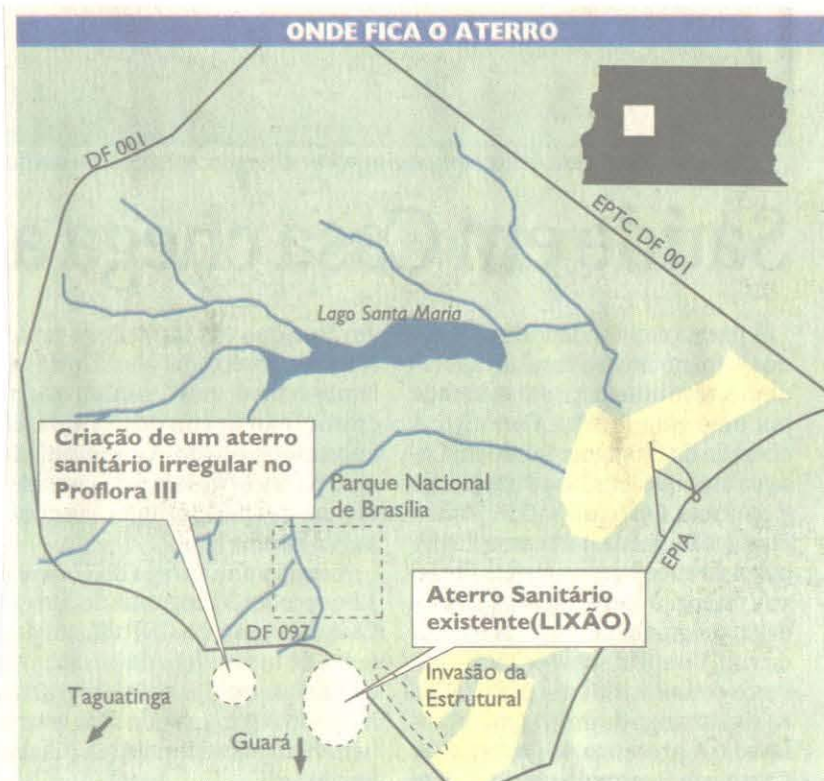 ONDE FICA O ATERRO
DF 001
EPTC DF 001
Lago Santa Maria
Criação de um aterro
sanitário irregular no
Proflora III
Parque Nacional
de Brasília
EPIA
Aterro Sanitário
existente(LIXÃO)
DF 097
Invasão da
Estrutural
Taguatinga
Guará